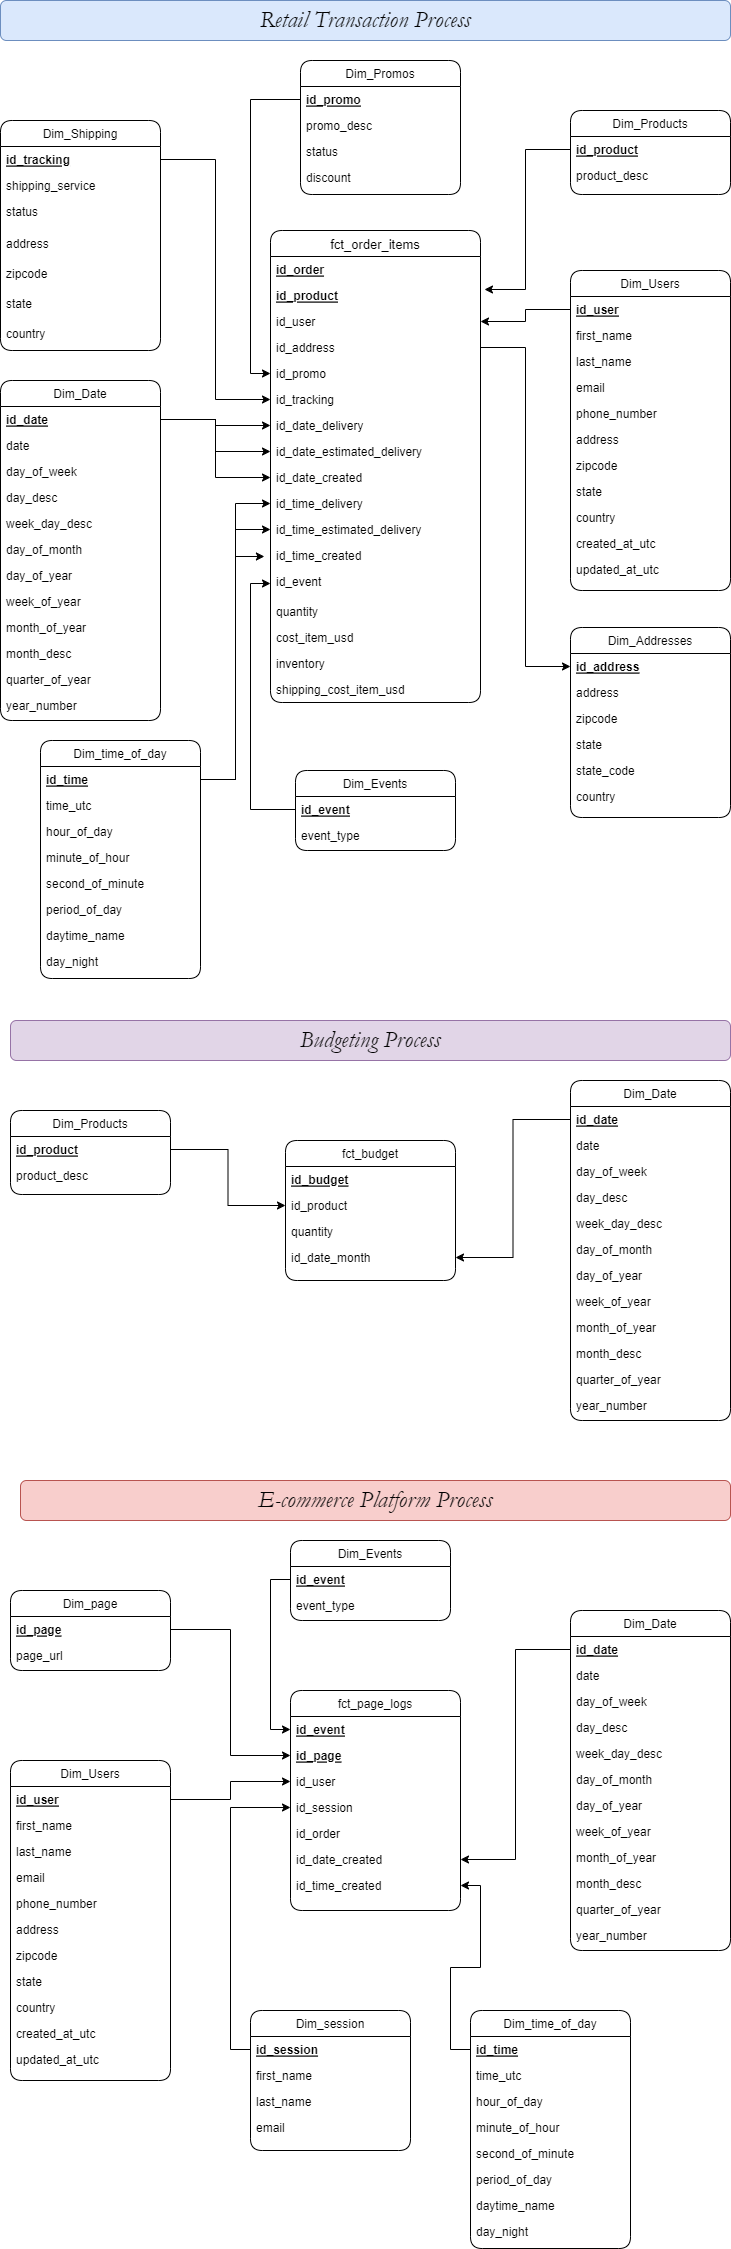 Retail Transaction Process
Dim_Promos
id_promo
promo_desc
status
discount
Dim_Products
id_product
product_desc
Dim_Shipping
id_tracking
shipping_service
status
address
zipcode
state
country
fct_order_items
id_order
id_product
id_user
id_address
id_promo
id_tracking
id_date_delivery
id_date_estimated_delivery
id_date_created
id_time_delivery
id_time_estimated_delivery
id_time_created
id_event
quantity
cost_item_usd
inventory
shipping_cost_item_usd
Dim_Users
id_user
first_name
last_name
email
phone_number
address
zipcode
state
country
created_at_utc
updated_at_utc
Dim_Date
id_date
date
day_of_week
day_desc
week_day_desc
day_of_month
day_of_year
week_of_year
month_of_year
month_desc
quarter_of_year
year_number
Dim_Addresses
id_address
address
zipcode
state
state_code
country
Dim_time_of_day
id_time
time_utc
hour_of_day
minute_of_hour
second_of_minute
period_of_day
daytime_name
day_night
Dim_Events
id_event
event_type
Budgeting Process
Dim_Products
id_product
product_desc
fct_budget
id_budget
id_product
quantity
id_date_month
Dim_Date
id_date
date
day_of_week
day_desc
week_day_desc
day_of_month
day_of_year
week_of_year
month_of_year
month_desc
quarter_of_year
year_number
E-commerce Platform Process
Dim_Events
id_event
event_type
Dim_page
id_page
page_url
Dim_Date
id_date
date
day_of_week
day_desc
week_day_desc
day_of_month
day_of_year
week_of_year
month_of_year
month_desc
quarter_of_year
year_number
fct_page_logs
id_event
id_page
id_user
id_session
id_order
id_date_created
id_time_created
Dim_Users
id_user
first_name
last_name
email
phone_number
address
zipcode
state
country
created_at_utc
updated_at_utc
Dim_session
id_session
first_name
last_name
email
Dim_time_of_day
id_time
time_utc
hour_of_day
minute_of_hour
second_of_minute
period_of_day
daytime_name
day_night